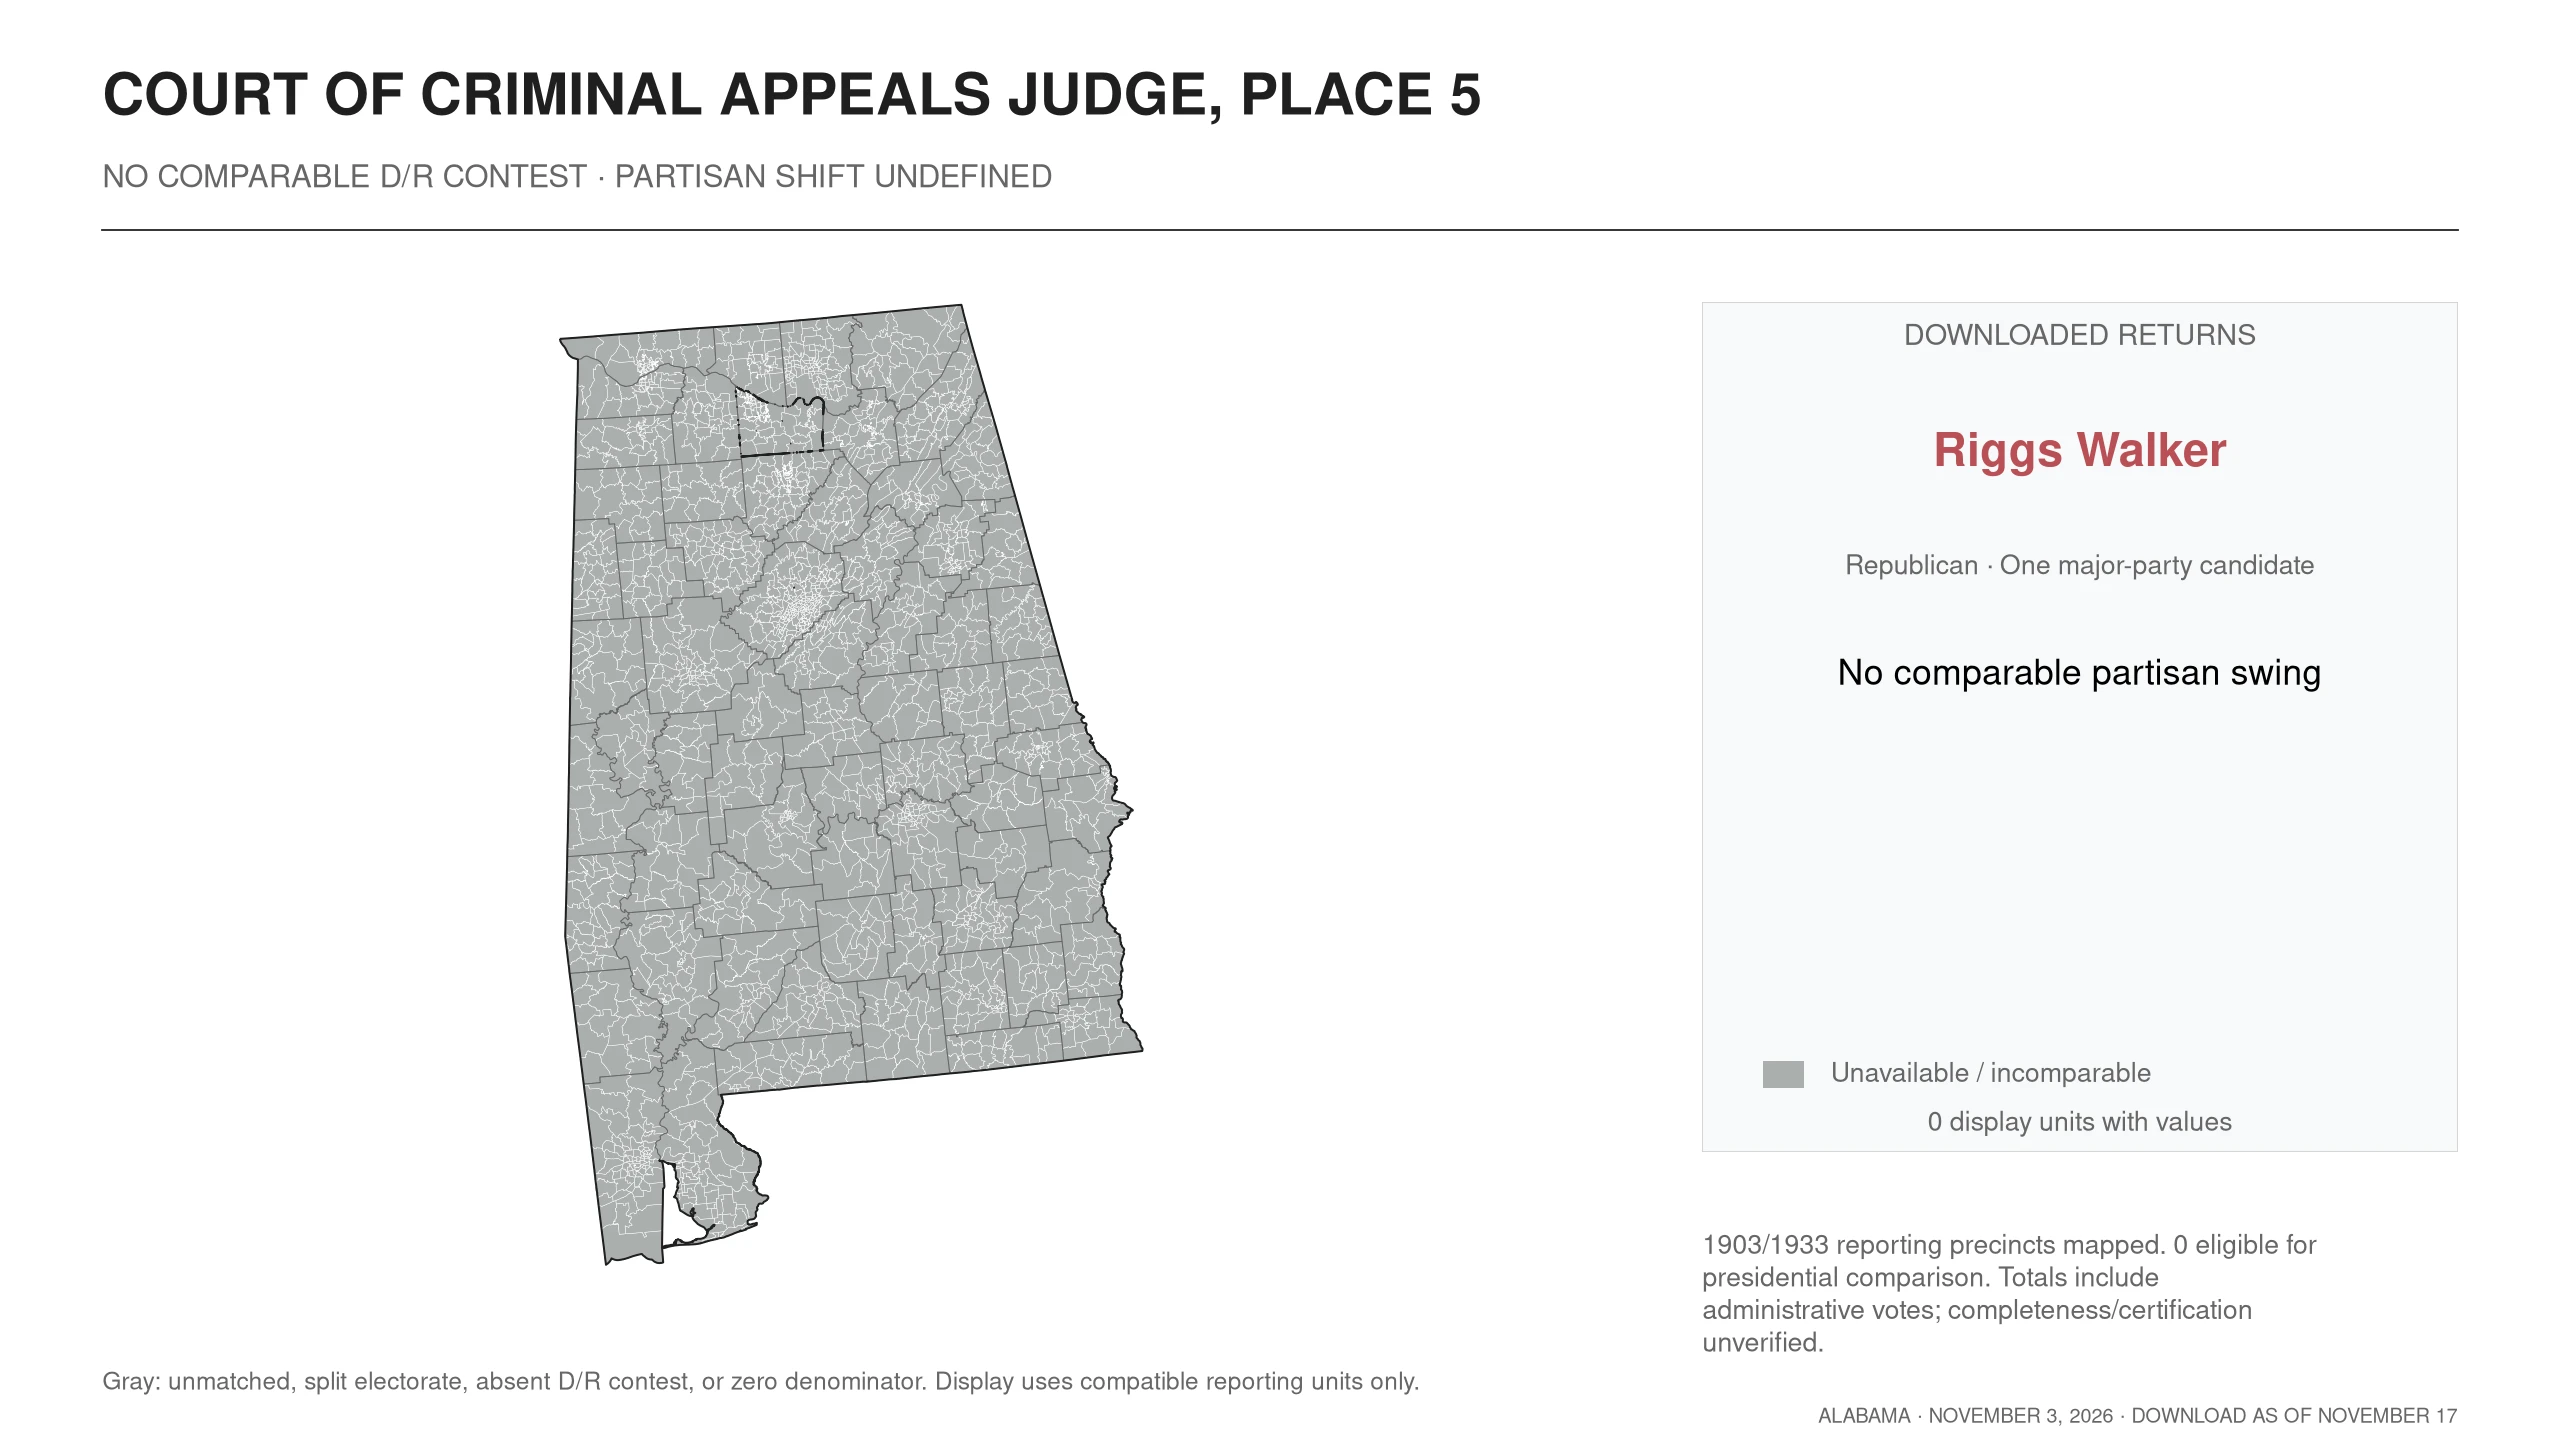 COURT OF CRIMINAL APPEALS JUDGE, PLACE 5
NO COMPARABLE D/R CONTEST · PARTISAN SHIFT UNDEFINED
DOWNLOADED RETURNS
Riggs Walker
Republican · One major-party candidate
No comparable partisan swing
Unavailable / incomparable
0 display units with values
1903/1933 reporting precincts mapped. 0 eligible for
presidential comparison. Totals include
administrative votes; completeness/certification
unverified.
Gray: unmatched, split electorate, absent D/R contest, or zero denominator. Display uses compatible reporting units only.
ALABAMA · NOVEMBER 3, 2026 · DOWNLOAD AS OF NOVEMBER 17